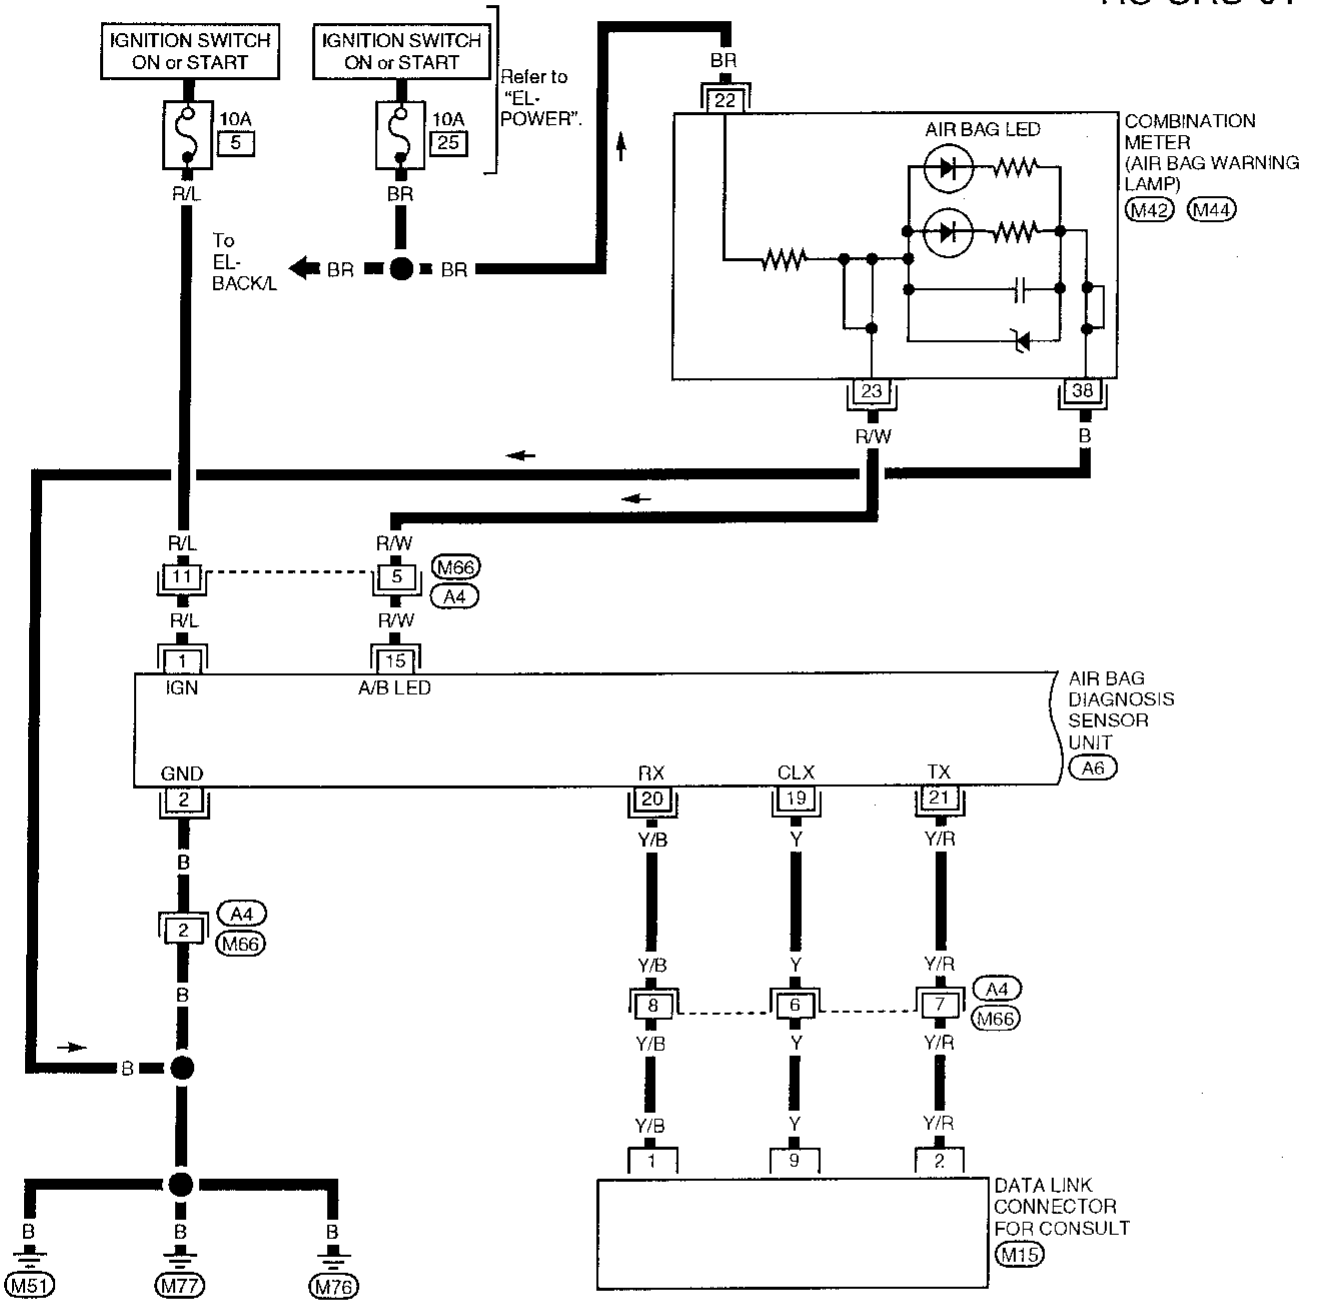 IGNITION SWITCH
ON or START
IGNITION SWITCH
ON or START
Refer to
"EL-
POWER".
10A
5
10A
25
R/L
BR
BR
22
AIR BAG LED
COMBINATION
METER
(AIR BAG WARNING
LAMP)
M42 M44
To
EL-
BACK/L
BR
BR
23
38
R/W
B
R/L
R/W
11
5
M66
A4
R/L
R/W
1
15
IGN
A/B LED
AIR BAG
DIAGNOSIS
SENSOR
UNIT
A6
GND
RX
CLX
TX
2
20
19
21
B
Y/B
Y
Y/R
2
A4
M66
B
Y/B
Y
Y/R
8
6
7
A4
M66
Y/B
Y
Y/R
B
Y/B
Y
Y/R
1
9
2
DATA LINK
CONNECTOR
FOR CONSULT
M15
B
B
B
M51
M77
M76